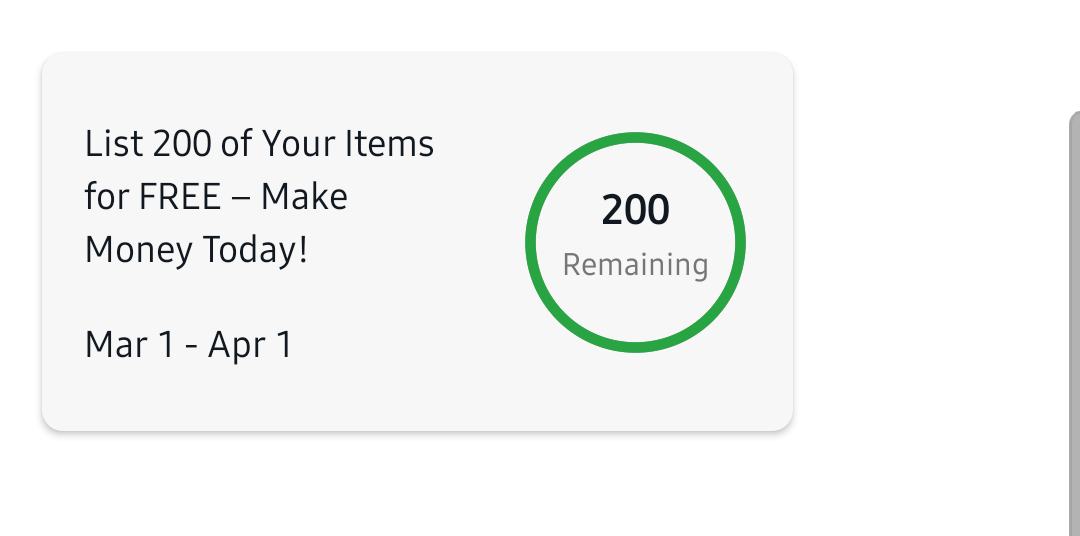 List 200 of Your Items
for FREE – Make
Money Today!
Mar 1 - Apr 1
200
Remaining